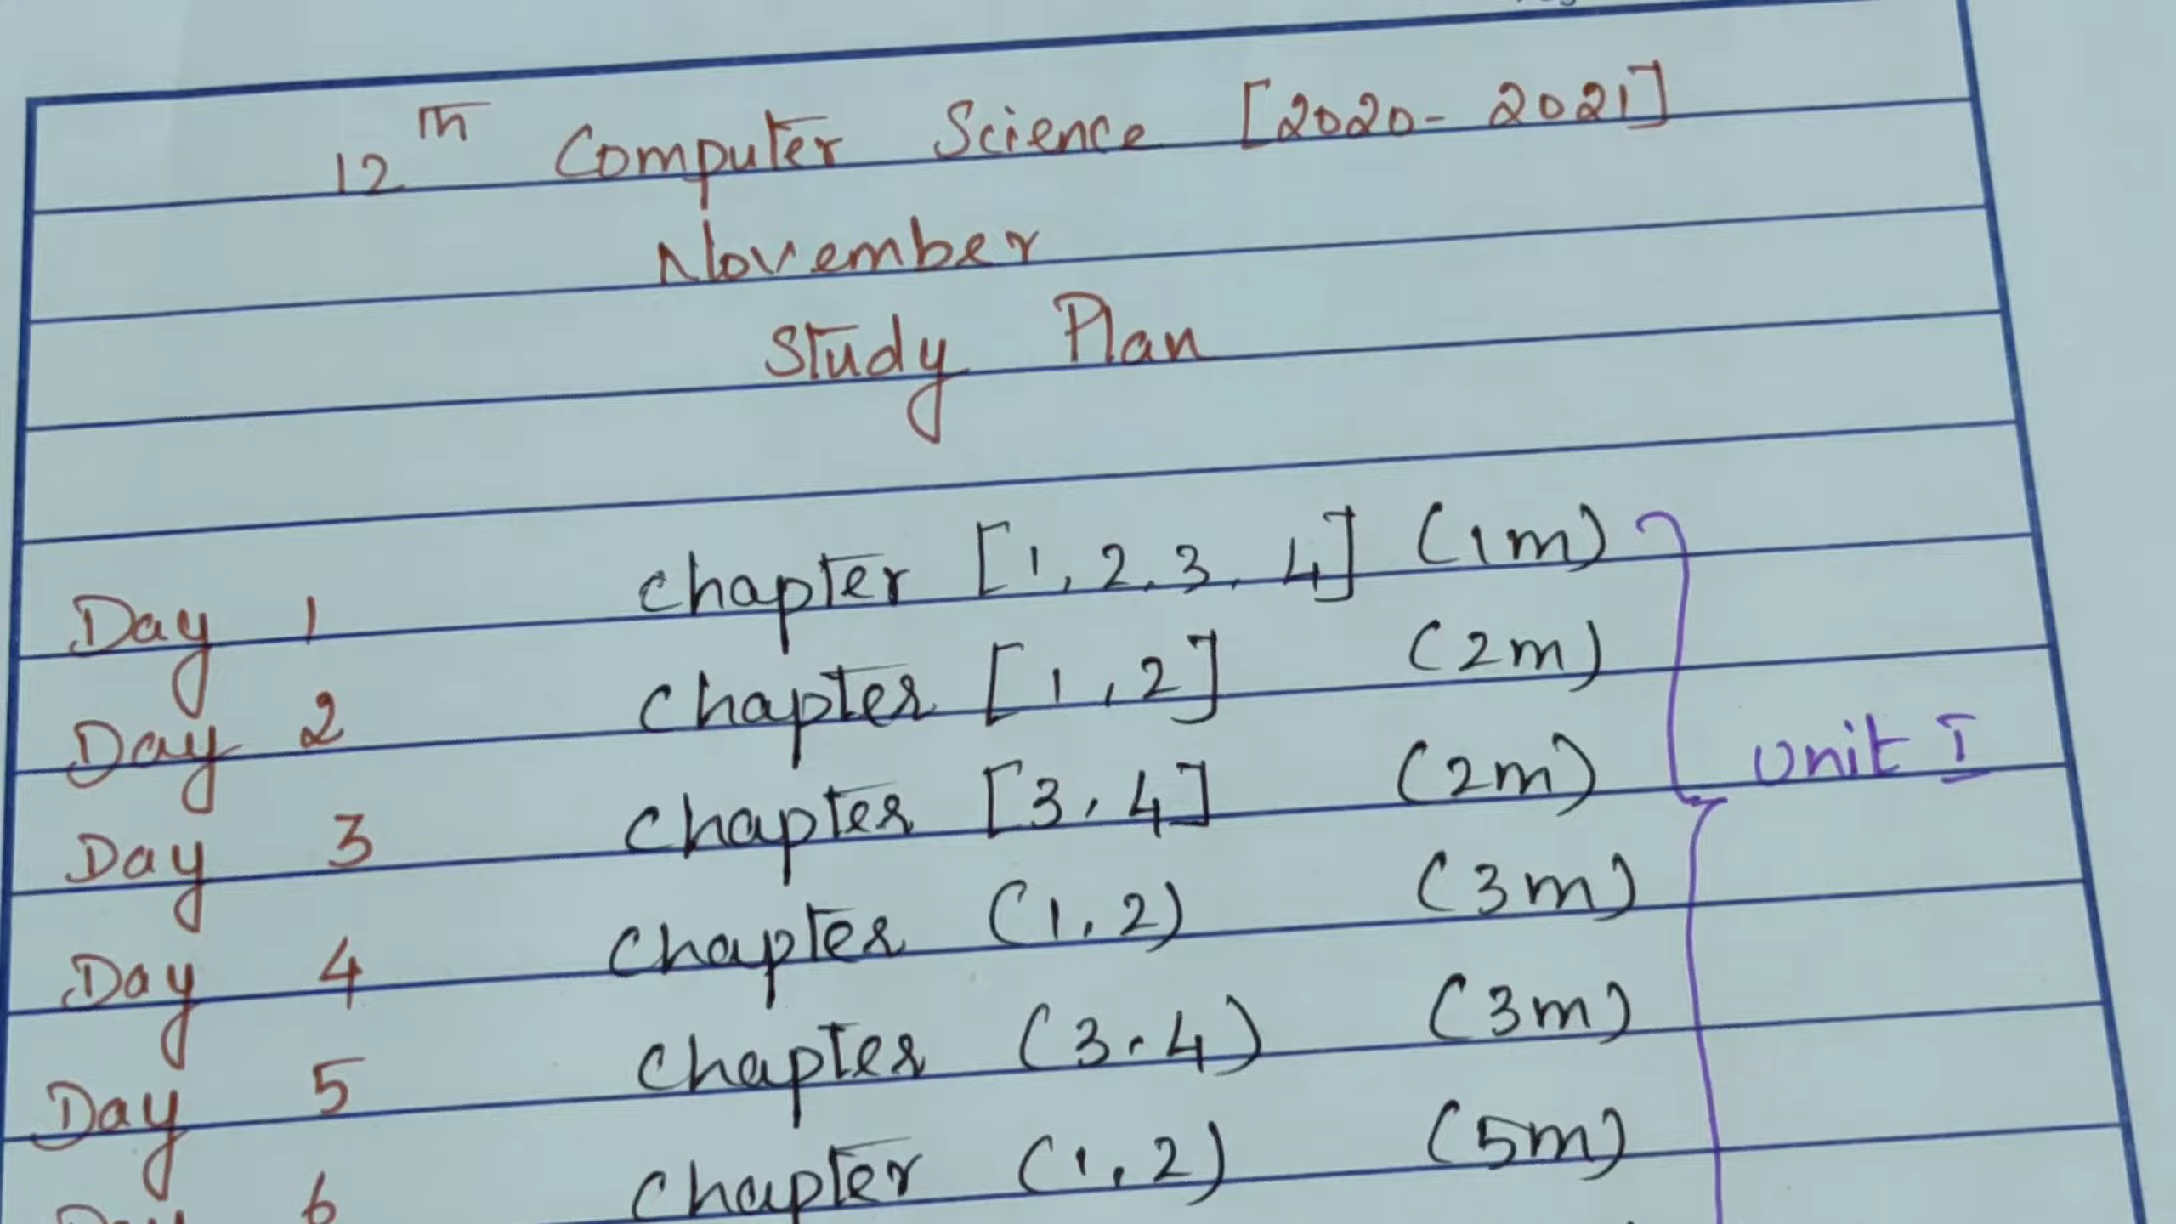 12th Computer Science [2020-2021]
November
Study Plan
Day 1 chapter [1, 2, 3, 4] (1m)
Day 2 chapter [1, 2] (2m)
Day 3 chapter [3, 4] (2m)
Unit I
Day 4 chapter (1, 2) (3m)
Day 5 chapter (3, 4) (3m)
Day 6 chapter (1, 2) (5m)